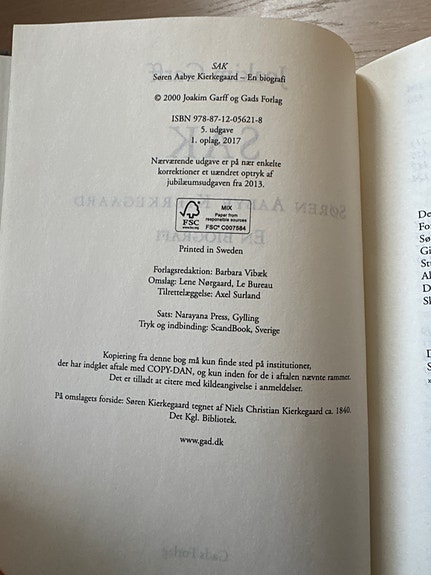 SAK
Søren Aabye Kierkegaard – En biografi
© 2000 Joakim Garff og Gads Forlag
ISBN 978-87-12-05621-8
5. udgave
1. oplag, 2017
Nærværende udgave er på nær enkelte
korrektioner et uændret optryk af
jubilæumsudgaven fra 2013.
FSC
www.fsc.org
MIX
Paper from
responsible sources
FSC® C007584
Printed in Sweden
Forlagsredaktion: Barbara Vibæk
Omslag: Lene Nørgaard, Le Bureau
Tilrettelæggelse: Axel Surland
Sats: Narayana Press, Gylling
Tryk og indbinding: ScandBook, Sverige
Kopiering fra denne bog må kun finde sted på institutioner,
der har indgået aftale med COPY-DAN, og kun inden for de i aftalen nævnte rammer.
Det er tilladt at citere med kildeangivelse i anmeldelser.
På omslagets forside: Søren Kierkegaard tegnet af Niels Christian Kierkegaard ca. 1840.
Det Kgl. Bibliotek.
www.gad.dk